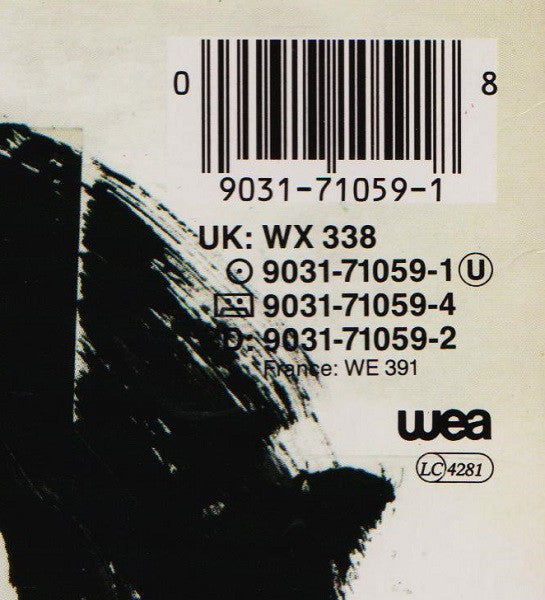 0 8
9031-71059-1
UK: WX 338
9031-71059-1 U
9031-71059-4
CD: 9031-71059-2
France: WE 391
wea
LC 4281